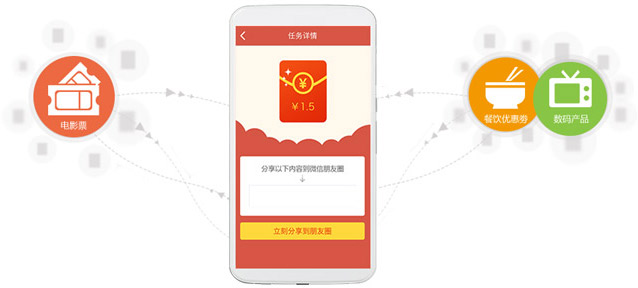 任务详情
¥
¥1.5
电影票
餐饮优惠劵
数码产品
分享以下内容到微信朋友圈
立刻分享到朋友圈